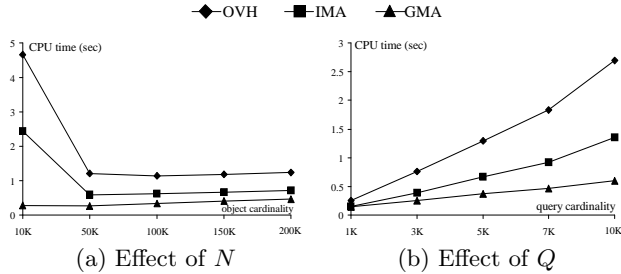 OVH IMA GMA
CPU time (sec) CPU time (sec)
5
4
3
2
1
0
object cardinality
10K 50K 100K 150K 200K
3
2.5
2
1.5
1
0.5
0
query cardinality
1K 3K 5K 7K 10K
(a) Effect of N (b) Effect of Q